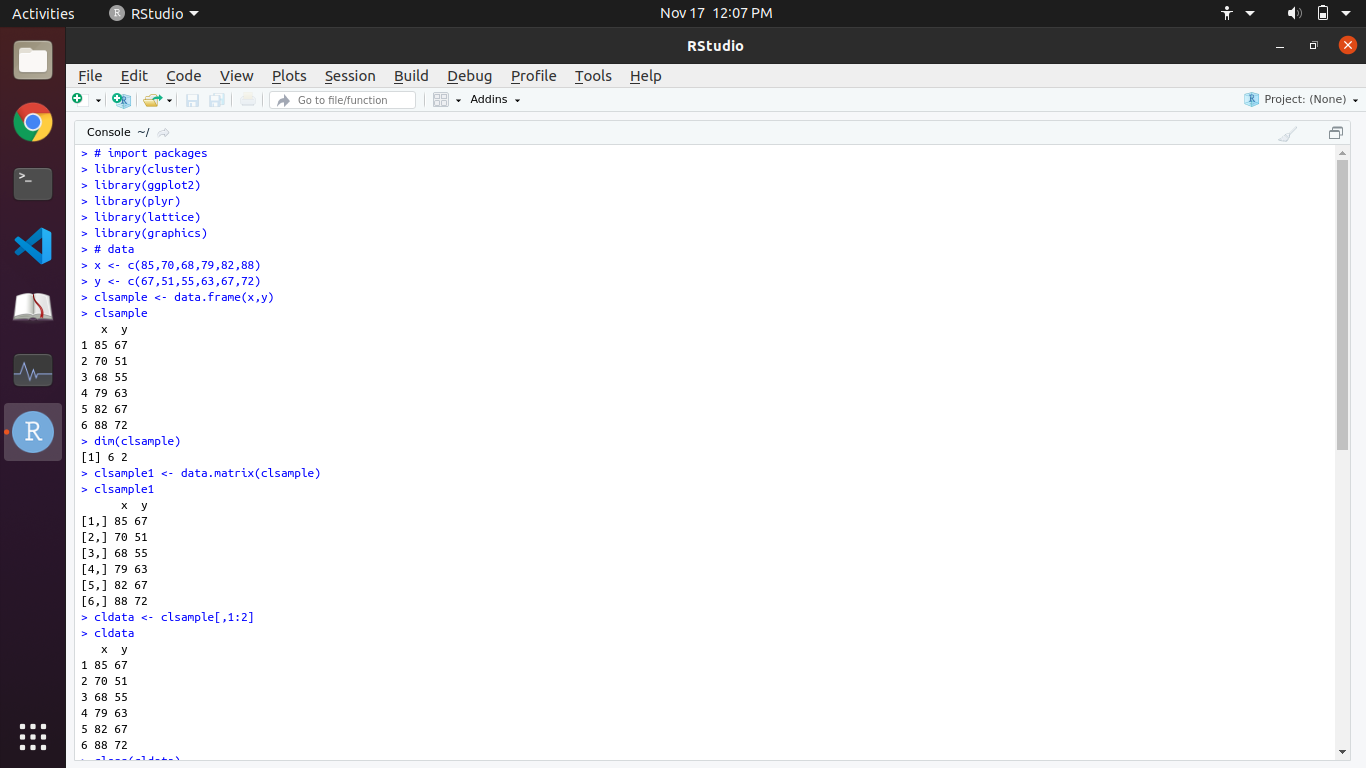 Activities RStudio Nov 17 12:07 PM
RStudio
File Edit Code View Plots Session Build Debug Profile Tools Help
Go to file/function Addins Project: (None)
Console ~/
> # import packages
> library(cluster)
> library(ggplot2)
> library(plyr)
> library(lattice)
> library(graphics)
> # data
> x <- c(85,70,68,79,82,88)
> y <- c(67,51,55,63,67,72)
> clsample <- data.frame(x,y)
> clsample
x y
1 85 67
2 70 51
3 68 55
4 79 63
5 82 67
6 88 72
> dim(clsample)
[1] 6 2
> clsample1 <- data.matrix(clsample)
> clsample1
x y
[1,] 85 67
[2,] 70 51
[3,] 68 55
[4,] 79 63
[5,] 82 67
[6,] 88 72
> cldata <- clsample[,1:2]
> cldata
x y
1 85 67
2 70 51
3 68 55
4 79 63
5 82 67
6 88 72